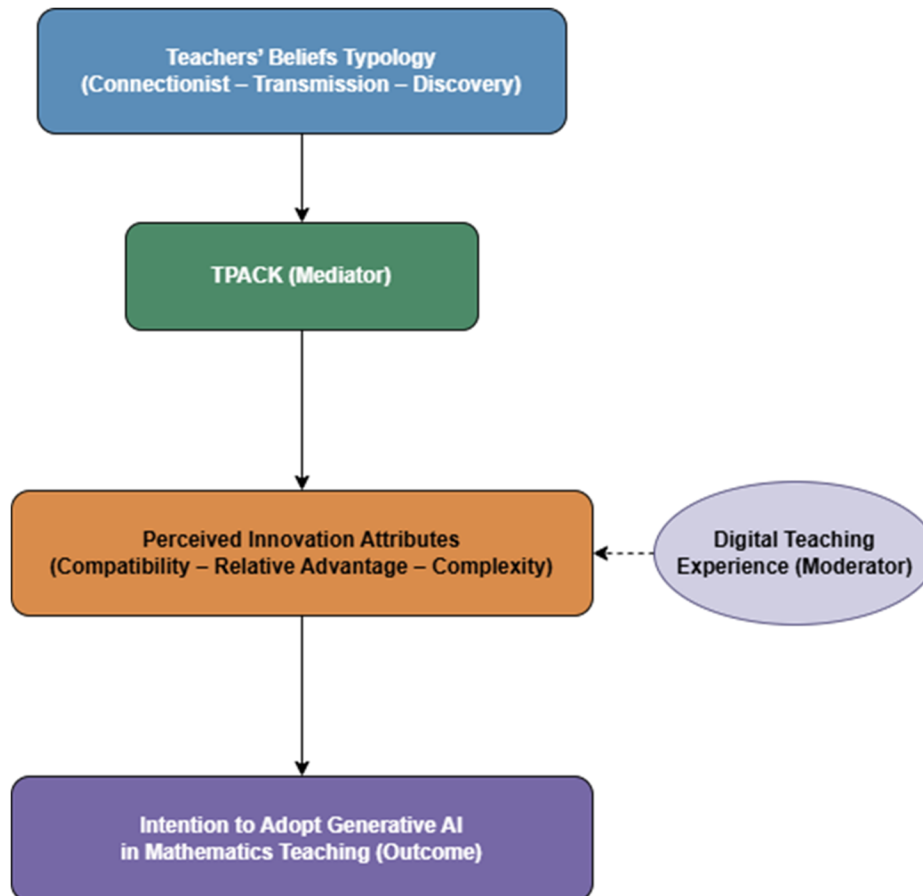 Teachers' Beliefs Typology
(Connectionist – Transmission – Discovery)
TPACK (Mediator)
Perceived Innovation Attributes
(Compatibility – Relative Advantage – Complexity)
Digital Teaching
Experience (Moderator)
Intention to Adopt Generative AI
in Mathematics Teaching (Outcome)